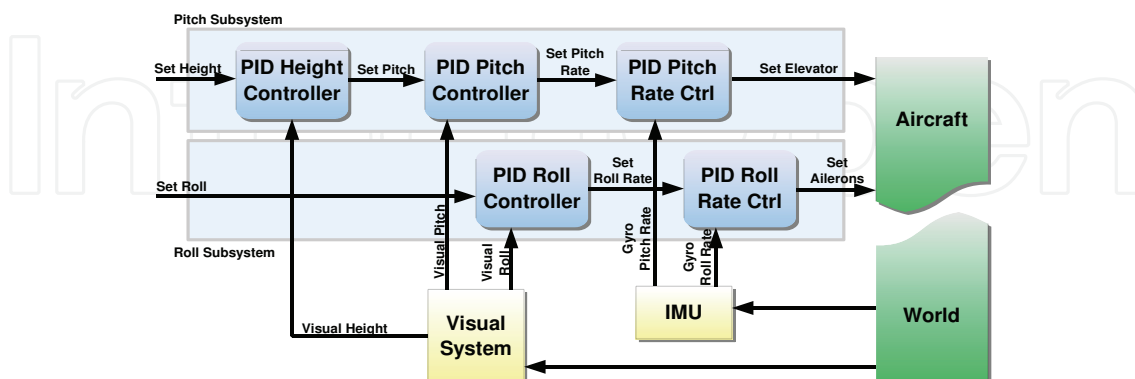 Pitch Subsystem
Set Height
PID Height
Controller
Set Pitch
PID Pitch
Controller
Set Pitch
Rate
PID Pitch
Rate Ctrl
Set Elevator
Aircraft
Set Roll
PID Roll
Controller
Set
Roll Rate
PID Roll
Rate Ctrl
Set
Ailerons
Roll Subsystem
Visual Pitch
Visual
Roll
Gyro
Pitch Rate
Gyro
Roll Rate
Visual Height
Visual
System
IMU
World